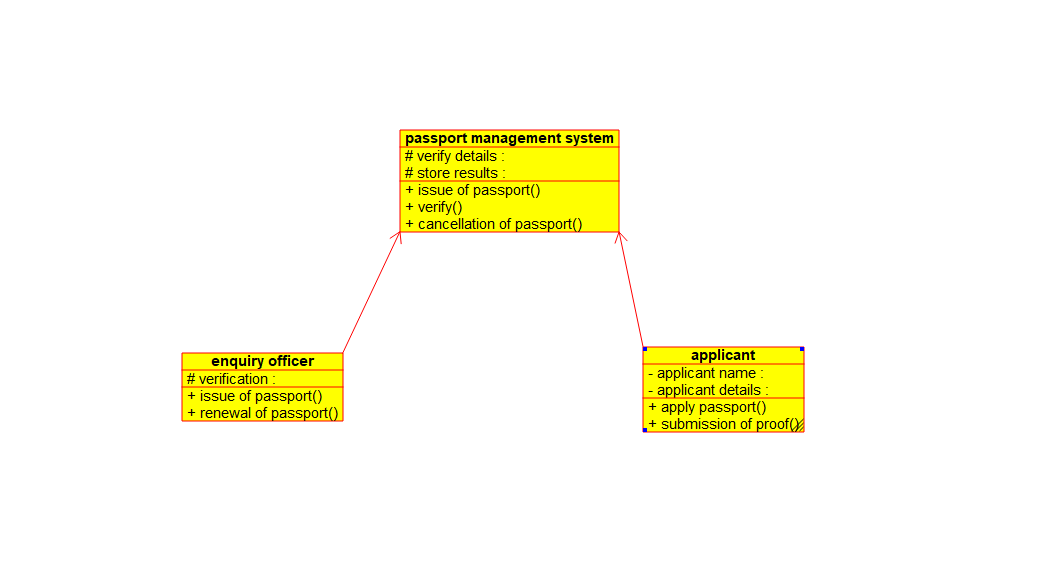 passport management system
# verify details :
# store results :
+ issue of passport()
+ verify()
+ cancellation of passport()
enquiry officer
# verification :
+ issue of passport()
+ renewal of passport()
applicant
- applicant name :
- applicant details :
+ apply passport()
+ submission of proof()